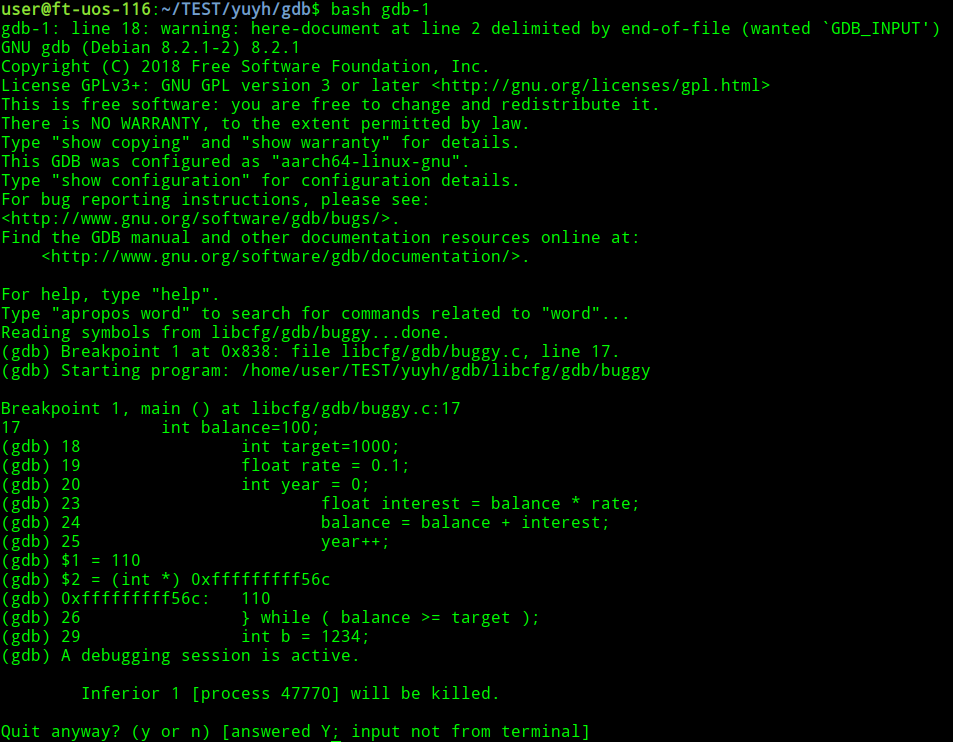 user@ft-uos-116:~/TEST/yuyh/gdb$ bash gdb-1
gdb-1: line 18: warning: here-document at line 2 delimited by end-of-file (wanted `GDB_INPUT')
GNU gdb (Debian 8.2.1-2) 8.2.1
Copyright (C) 2018 Free Software Foundation, Inc.
License GPLv3+: GNU GPL version 3 or later <http://gnu.org/licenses/gpl.html>
This is free software: you are free to change and redistribute it.
There is NO WARRANTY, to the extent permitted by law.
Type "show copying" and "show warranty" for details.
This GDB was configured as "aarch64-linux-gnu".
Type "show configuration" for configuration details.
For bug reporting instructions, please see:
<http://www.gnu.org/software/gdb/bugs/>.
Find the GDB manual and other documentation resources online at:
    <http://www.gnu.org/software/gdb/documentation/>.

For help, type "help".
Type "apropos word" to search for commands related to "word"...
Reading symbols from libcfg/gdb/buggy...done.
(gdb) Breakpoint 1 at 0x838: file libcfg/gdb/buggy.c, line 17.
(gdb) Starting program: /home/user/TEST/yuyh/gdb/libcfg/gdb/buggy

Breakpoint 1, main () at libcfg/gdb/buggy.c:17
17              int balance=100;
(gdb) 18                int target=1000;
(gdb) 19                float rate = 0.1;
(gdb) 20                int year = 0;
(gdb) 23                        float interest = balance * rate;
(gdb) 24                        balance = balance + interest;
(gdb) 25                        year++;
(gdb) $1 = 110
(gdb) $2 = (int *) 0xfffffffff56c
(gdb) 0xfffffffff56c:   110
(gdb) 26                } while ( balance >= target );
(gdb) 29                int b = 1234;
(gdb) A debugging session is active.

        Inferior 1 [process 47770] will be killed.

Quit anyway? (y or n) [answered Y; input not from terminal]